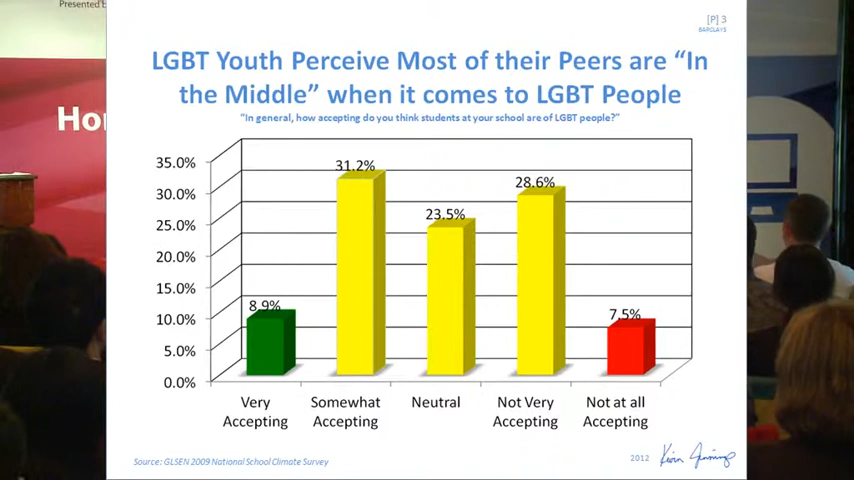 Presented b
Ho
[P] 3
BARCLAYS
LGBT Youth Perceive Most of their Peers are “In
the Middle” when it comes to LGBT People
“In general, how accepting do you think students at your school are of LGBT people?”
35.0%
30.0%
25.0%
20.0%
15.0%
10.0%
5.0%
0.0%
8.9%
31.2%
23.5%
28.6%
7.5%
Very
Accepting
Somewhat
Accepting
Neutral
Not Very
Accepting
Not at all
Accepting
Source: GLSEN 2009 National School Climate Survey
2012
Kevin Jennings